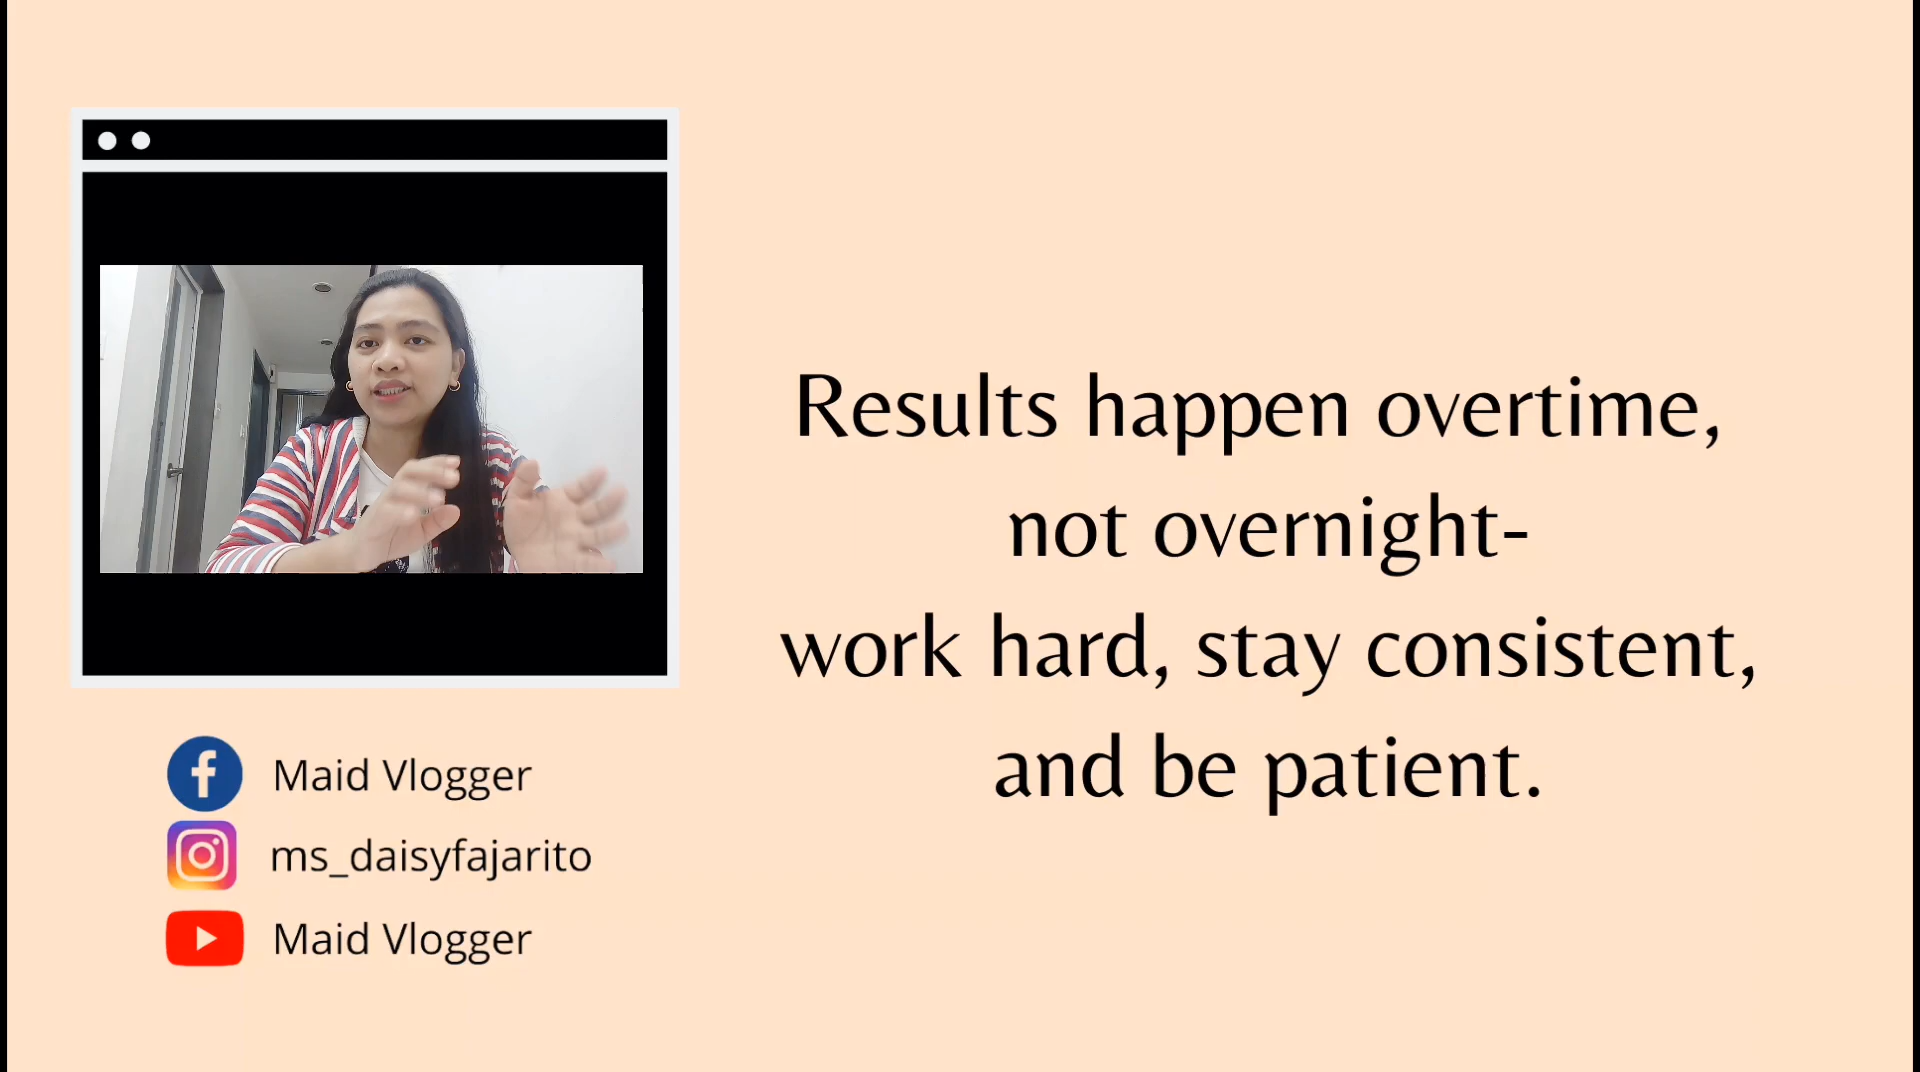 Results happen overtime,
not overnight-
work hard, stay consistent,
and be patient.
Maid Vlogger
ms_daisyfajarito
Maid Vlogger